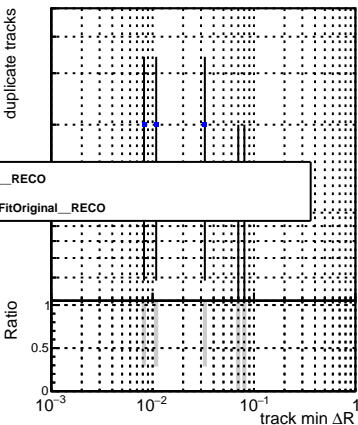 duplicate tracks
__RECO
FitOriginal__RECO
Ratio
1
0.5
0
10−3 10−2 10−1 1
track min ΔR